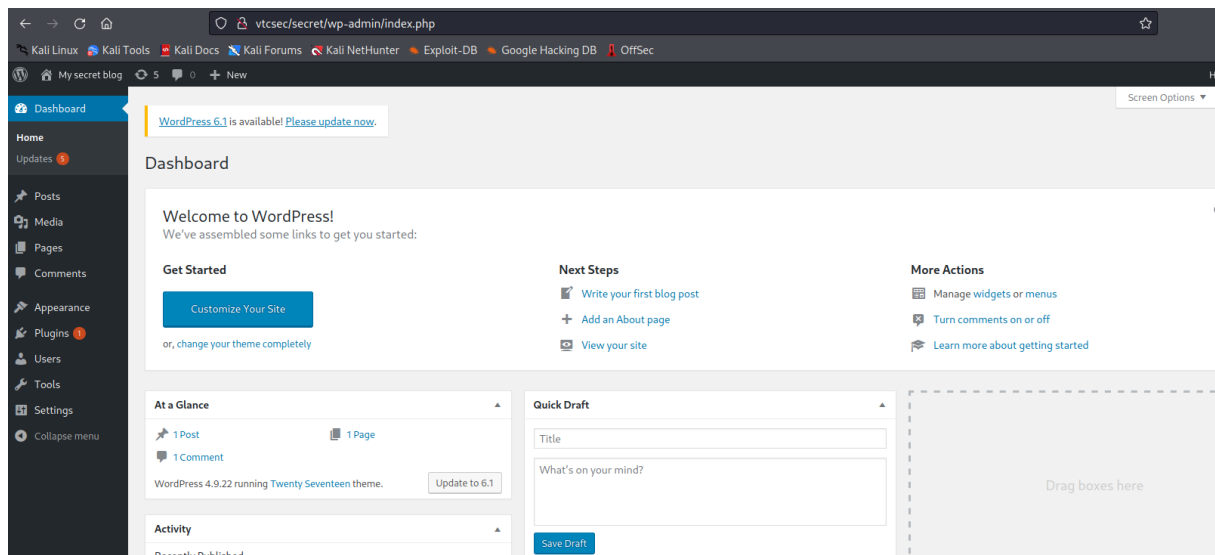 vtcsec/secret/wp-admin/index.php
Kali Linux Kali Tools Kali Docs Kali Forums Kali NetHunter Exploit-DB Google Hacking DB OffSec
My secret blog 5 0 + New H
Screen Options
Dashboard
Home
Updates 5
Posts
Media
Pages
Comments
Appearance
Plugins 1
Users
Tools
Settings
Collapse menu
WordPress 6.1 is available! Please update now.
Dashboard
Welcome to WordPress!
We've assembled some links to get you started:
Get Started
Customize Your Site
or, change your theme completely
Next Steps
Write your first blog post
Add an About page
View your site
More Actions
Manage widgets or menus
Turn comments on or off
Learn more about getting started
At a Glance
1 Post 1 Page
1 Comment
WordPress 4.9.22 running Twenty Seventeen theme. Update to 6.1
Activity
Recently Published
Quick Draft
Title
What's on your mind?
Save Draft
Drag boxes here